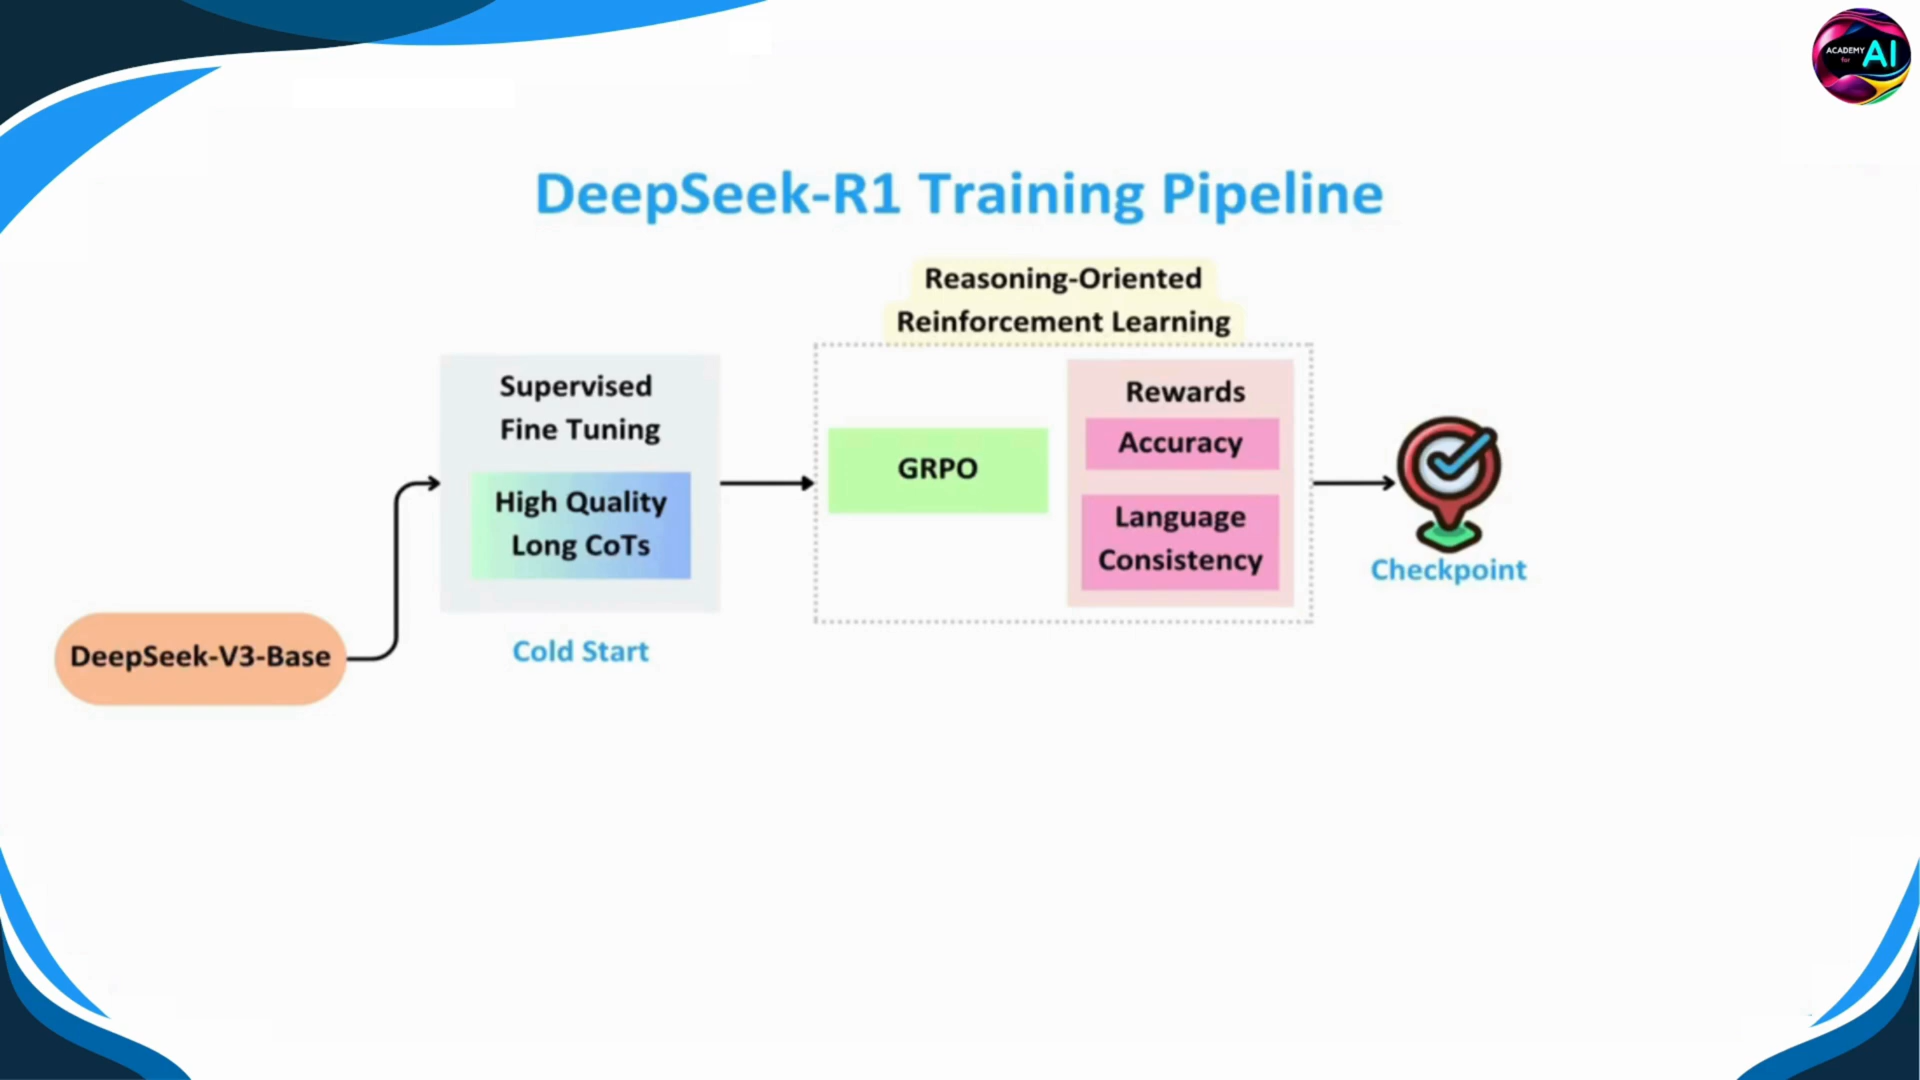 ACADEMY
for
AI
DeepSeek-R1 Training Pipeline
Reasoning-Oriented
Reinforcement Learning
Supervised
Fine Tuning
High Quality
Long CoTs
Cold Start
DeepSeek-V3-Base
GRPO
Rewards
Accuracy
Language
Consistency
Checkpoint